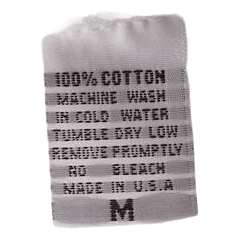 100% COTTON
MACHINE WASH
IN COLD WATER
TUMBLE DRY LOW
REMOVE PROMPTLY
NO BLEACH
MADE IN U.S.A
M